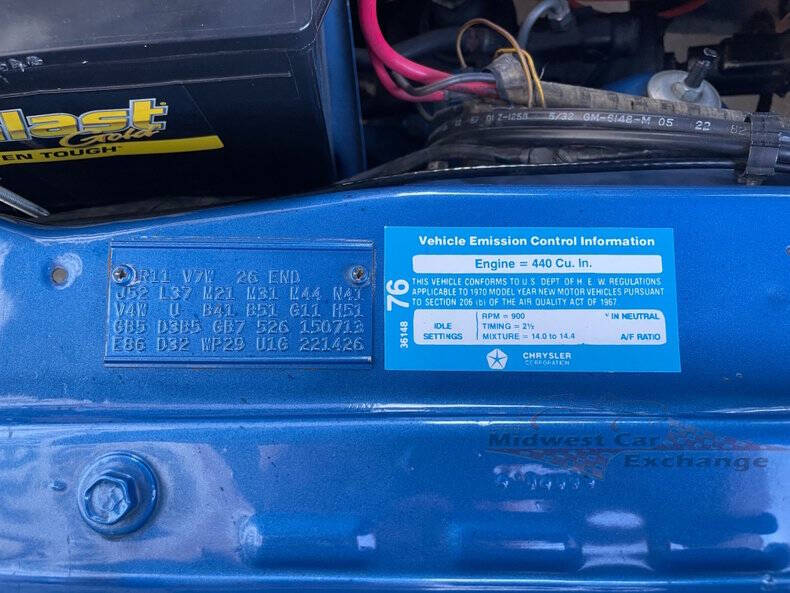 llast
Gold
EN TOUGH
5/32 GM-6148-M 05 22 82
R11 V7W 26 END
J52 L37 M21 M31 M44 N41
V4W U B41 B51 G11 H51
GB5 D3B5 GB7 526 150713
E86 D32 WP29 U1G 221426
36148 76
Vehicle Emission Control Information
Engine = 440 Cu. In.
THIS VEHICLE CONFORMS TO U.S. DEPT OF H. E. W. REGULATIONS
APPLICABLE TO 1970 MODEL YEAR NEW MOTOR VEHICLES PURSUANT
TO SECTION 206 (b) OF THE AIR QUALITY ACT OF 1967.
IDLE SETTINGS
RPM = 900 IN NEUTRAL
TIMING = 2½
MIXTURE = 14.0 to 14.4 A/F RATIO
CHRYSLER
CORPORATION
Midwest Car
Exchange